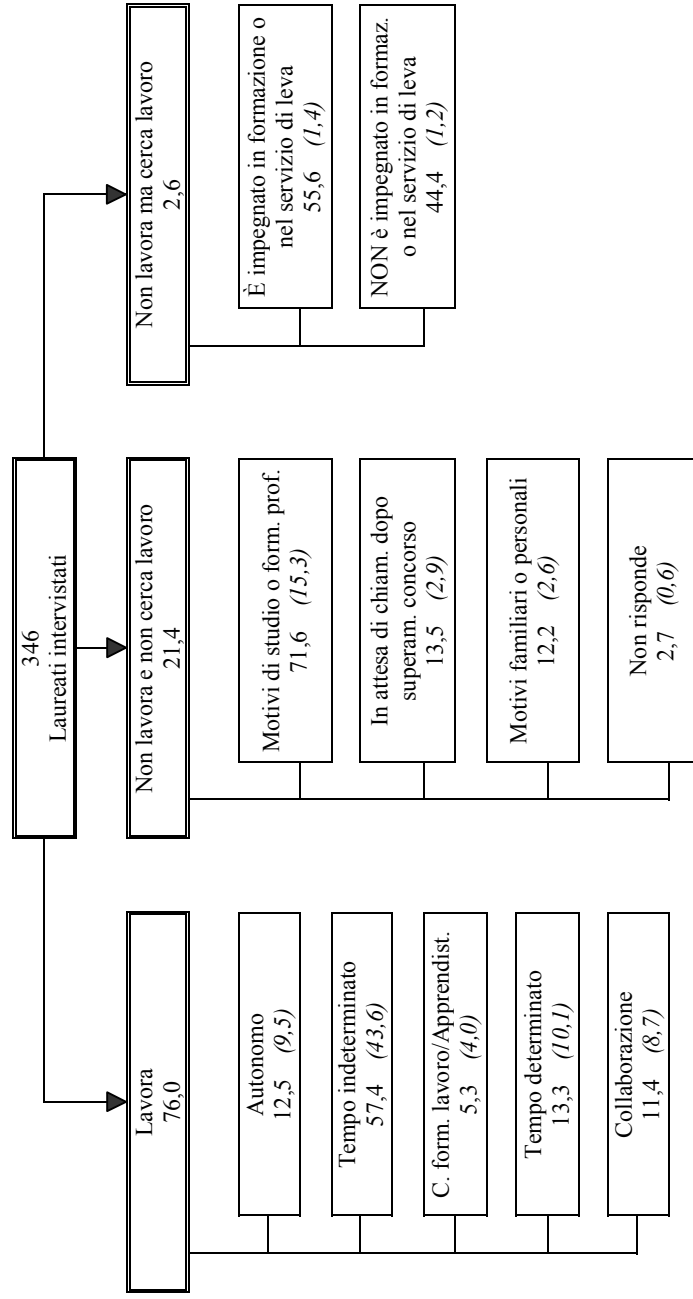 346
Laureati intervistati
Lavora
76,0
Autonomo
12,5 (9,5)
Tempo indeterminato
57,4 (43,6)
C. form. lavoro/Apprendist.
5,3 (4,0)
Tempo determinato
13,3 (10,1)
Collaborazione
11,4 (8,7)
Non lavora e non cerca lavoro
21,4
Motivi di studio o form. prof.
71,6 (15,3)
In attesa di chiam. dopo
superam. concorso
13,5 (2,9)
Motivi familiari o personali
12,2 (2,6)
Non risponde
2,7 (0,6)
Non lavora ma cerca lavoro
2,6
È impegnato in formazione o
nel servizio di leva
55,6 (1,4)
NON è impegnato in formaz.
o nel servizio di leva
44,4 (1,2)